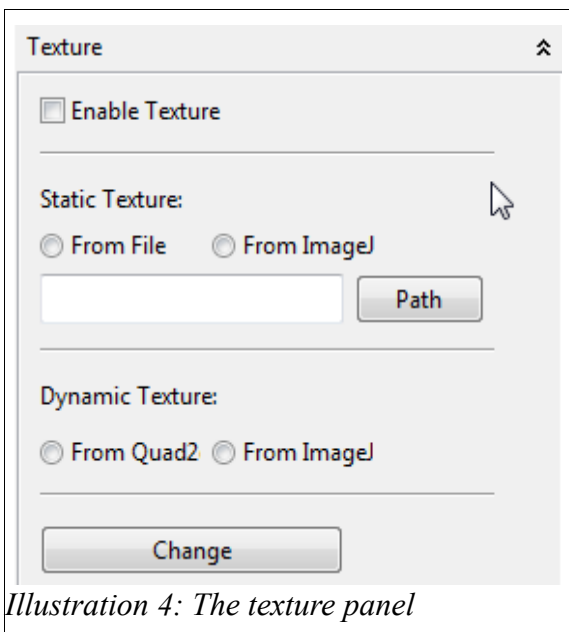 Texture
Enable Texture
Static Texture:
From File From ImageJ
Path
Dynamic Texture:
From Quad2 From ImageJ
Change
Illustration 4: The texture panel